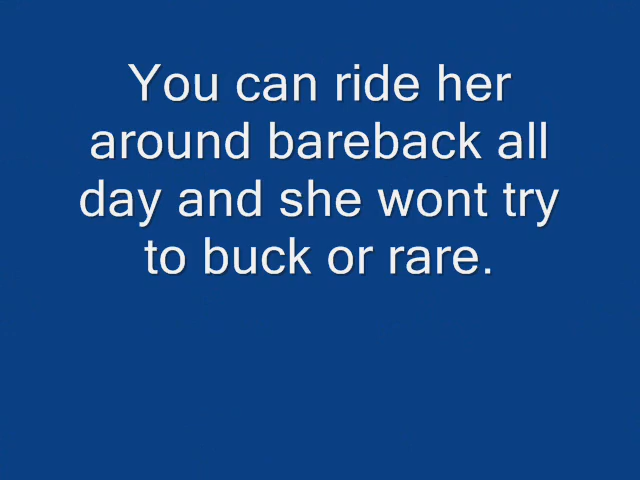 You can ride her
around bareback all
day and she wont try
to buck or rare.